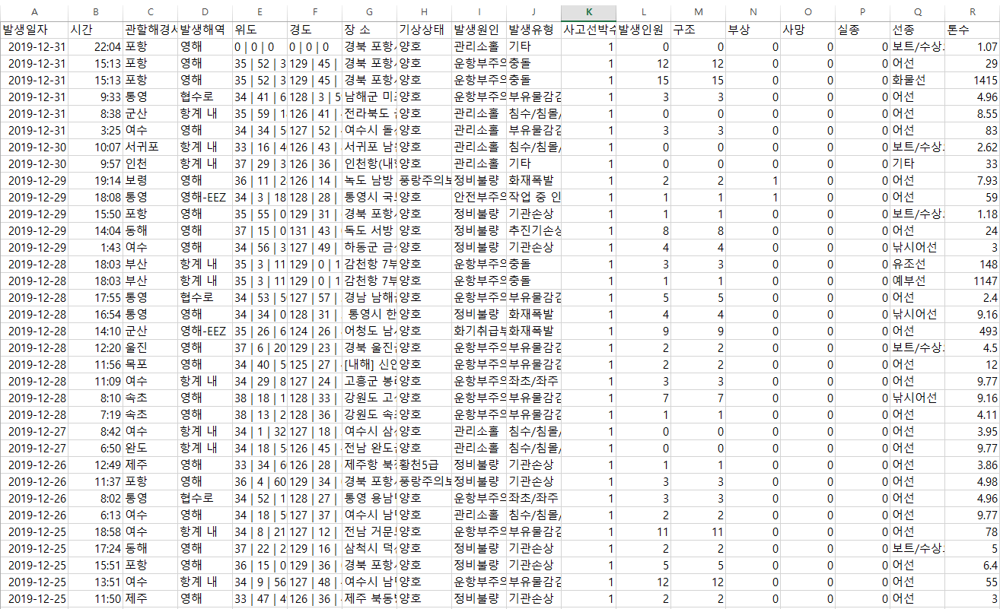 A B C D E F G H I J K L M N O P Q R
발생일자 시간 관할해경서 발생해역 위도 경도 장 소 기상상태 발생원인 발생유형 사고선박수 발생인원 구조 부상 사망 실종 선종 톤수
2019-12-31 22:04 포항 영해 0 | 0 | 0 0 | 0 | 0 경북 포항 양호 관리소홀 기타 1 0 0 0 0 0 보트/수상 1.07
2019-12-31 15:13 포항 영해 35 | 52 | 3 129 | 45 | 경북 포항 양호 운항부주의 충돌 1 12 12 0 0 0 어선 29
2019-12-31 15:13 포항 영해 35 | 52 | 3 129 | 45 | 경북 포항 양호 운항부주의 충돌 1 15 15 0 0 0 화물선 1415
2019-12-31 9:33 통영 협수로 34 | 41 | 6 128 | 3 | 5 남해군 미 양호 운항부주의 부유물감김 1 3 3 0 0 0 어선 4.96
2019-12-31 8:38 군산 항계 내 35 | 59 | 1 126 | 41 | 전라북도 양호 관리소홀 침수/침몰/ 1 0 0 0 0 0 어선 8.55
2019-12-31 3:25 여수 영해 34 | 34 | 5 127 | 52 | 여수시 돌 양호 관리소홀 부유물감김 1 3 3 0 0 0 어선 83
2019-12-30 10:07 서귀포 항계 내 33 | 16 | 4 126 | 43 | 서귀포 남 양호 관리소홀 침수/침몰/ 1 0 0 0 0 0 보트/수상 2.62
2019-12-30 9:57 인천 항계 내 37 | 29 | 3 126 | 36 | 인천항(내 양호 관리소홀 기타 1 0 0 0 0 0 기타 33
2019-12-29 19:14 보령 영해 36 | 11 | 2 126 | 14 | 녹도 남방 풍랑주의보 정비불량 화재폭발 1 2 2 1 0 0 어선 7.93
2019-12-29 18:08 통영 영해-EEZ 34 | 3 | 18 128 | 28 | 통영시 국 양호 안전부주의 작업 중 인 1 1 1 1 0 0 어선 59
2019-12-29 15:50 포항 영해 35 | 55 | 0 129 | 31 | 경북 포항 양호 정비불량 기관손상 1 1 1 0 0 0 보트/수상 1.18
2019-12-29 14:04 동해 영해 37 | 15 | 0 131 | 43 | 독도 서방 양호 정비불량 추진기손상 1 8 8 0 0 0 어선 24
2019-12-29 1:43 여수 영해 34 | 56 | 3 127 | 49 | 하동군 금 양호 정비불량 기관손상 1 4 4 0 0 0 낚시어선 3
2019-12-28 18:03 부산 항계 내 35 | 3 | 11 129 | 0 | 1 감천항 7부 양호 운항부주의 충돌 1 3 3 0 0 0 유조선 148
2019-12-28 18:03 부산 항계 내 35 | 3 | 11 129 | 0 | 1 감천항 7부 양호 운항부주의 충돌 1 1 1 0 0 0 예부선 1147
2019-12-28 17:55 통영 협수로 34 | 53 | 5 127 | 57 | 경남 남해 양호 운항부주의 부유물감김 1 5 5 0 0 0 어선 2.4
2019-12-28 16:54 통영 영해 34 | 34 | 0 128 | 31 | 통영시 한 양호 정비불량 화재폭발 1 4 4 0 0 0 낚시어선 9.16
2019-12-28 14:10 군산 영해-EEZ 35 | 26 | 6 124 | 26 | 어청도 남 양호 화기취급부 화재폭발 1 9 9 0 0 0 어선 493
2019-12-28 12:20 울진 영해 37 | 6 | 20 129 | 23 | 경북 울진 양호 운항부주의 부유물감김 1 2 2 0 0 0 보트/수상 4.5
2019-12-28 11:56 목포 영해 34 | 40 | 5 125 | 27 | [내해] 신안 양호 운항부주의 부유물감김 1 2 2 0 0 0 어선 12
2019-12-28 11:09 여수 항계 내 34 | 29 | 8 127 | 24 | 고흥군 봉 양호 운항부주의 좌초/좌주 1 3 3 0 0 0 어선 9.77
2019-12-28 8:10 속초 영해 38 | 18 | 1 128 | 33 | 강원도 고 양호 운항부주의 부유물감김 1 7 7 0 0 0 낚시어선 9.16
2019-12-28 7:19 속초 영해 38 | 13 | 2 128 | 36 | 강원도 속 양호 운항부주의 부유물감김 1 1 1 0 0 0 어선 4.11
2019-12-27 8:42 여수 항계 내 34 | 1 | 32 127 | 18 | 여수시 삼 양호 관리소홀 침수/침몰/ 1 0 0 0 0 0 어선 3.95
2019-12-27 6:50 완도 항계 내 34 | 18 | 5 126 | 45 | 전남 완도 양호 관리소홀 침수/침몰/ 1 0 0 0 0 0 어선 9.77
2019-12-26 12:49 제주 영해 33 | 34 | 6 126 | 28 | 제주항 북 황천5급 정비불량 기관손상 1 1 1 0 0 0 어선 3.86
2019-12-26 11:37 포항 영해 36 | 4 | 60 129 | 34 | 경북 포항 풍랑주의보 정비불량 기관손상 1 3 3 0 0 0 어선 4.98
2019-12-26 8:02 통영 협수로 34 | 52 | 1 128 | 27 | 통영 용남 양호 운항부주의 좌초/좌주 1 3 3 0 0 0 어선 4.96
2019-12-26 6:13 여수 영해 34 | 18 | 5 127 | 37 | 여수시 남 양호 관리소홀 침수/침몰/ 1 2 2 0 0 0 어선 9.77
2019-12-25 18:58 여수 항계 내 34 | 8 | 21 127 | 12 | 전남 거문 양호 운항부주의 부유물감김 1 11 11 0 0 0 어선 78
2019-12-25 17:24 동해 영해 37 | 22 | 2 129 | 16 | 삼척시 덕 양호 정비불량 기관손상 1 2 2 0 0 0 보트/수상 5
2019-12-25 15:51 포항 영해 36 | 15 | 0 129 | 36 | 경북 포항 양호 정비불량 기관손상 1 5 5 0 0 0 어선 6.4
2019-12-25 13:51 여수 항계 내 34 | 9 | 56 127 | 48 | 여수시 남 양호 운항부주의 부유물감김 1 12 12 0 0 0 어선 55
2019-12-25 11:50 제주 영해 33 | 47 | 4 126 | 36 | 제주 북동 양호 정비불량 기관손상 1 2 2 0 0 0 어선 3